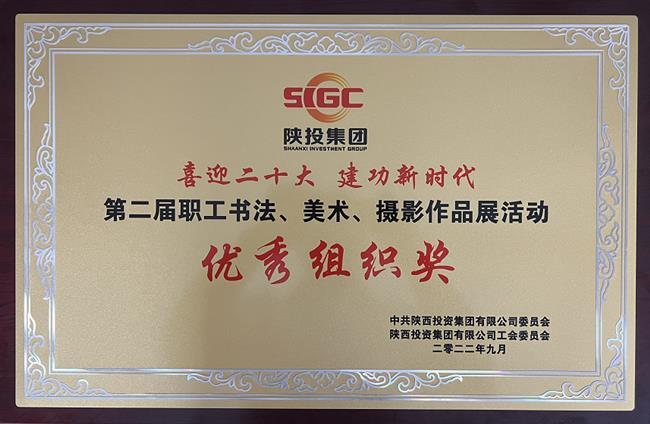 SIGC
陕投集团
SHAANXI INVESTMENT GROUP
喜迎二十大 建功新时代
第二届职工书法、美术、摄影作品展活动
优秀组织奖
中共陕西投资集团有限公司委员会
陕西投资集团有限公司工会委员会
二零二二年九月